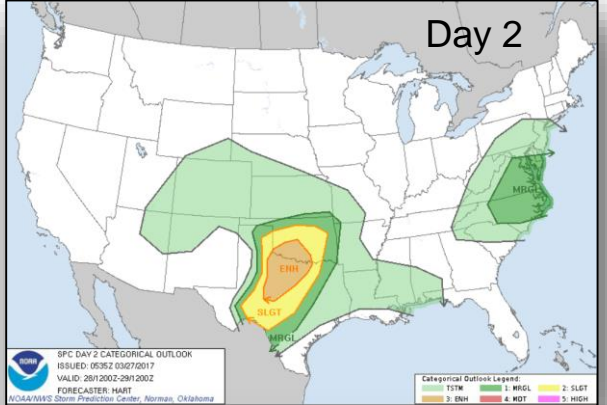 Day 2
MRGL
ENH
SLGT
MRGL
NOAA
SPC DAY 2 CATEGORICAL OUTLOOK
ISSUED: 0535Z 03/27/2017
VALID: 28/1200Z-29/1200Z
FORECASTER: HART
NOAA/NWS Storm Prediction Center, Norman, Oklahoma
Categorical Outlook Legend:
TSTM 1: MRGL 2: SLGT
3: ENH 4: MDT 5: HIGH